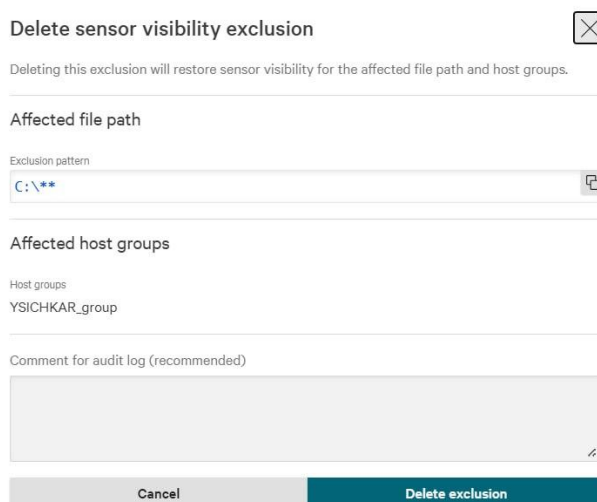 Delete sensor visibility exclusion
Deleting this exclusion will restore sensor visibility for the affected file path and host groups.
Affected file path
Exclusion pattern
C:\**
Affected host groups
Host groups
YSICHKAR_group
Comment for audit log (recommended)
Cancel
Delete exclusion